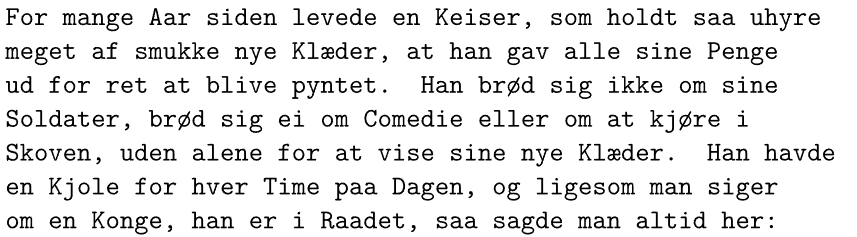 For mange Aar siden levede en Keiser, som holdt saa uhyre
meget af smukke nye Klæder, at han gav alle sine Penge
ud for ret at blive pyntet.  Han brød sig ikke om sine
Soldater, brød sig ei om Comedie eller om at kjøre i
Skoven, uden alene for at vise sine nye Klæder.  Han havde
en Kjole for hver Time paa Dagen, og ligesom man siger
om en Konge, han er i Raadet, saa sagde man altid her: